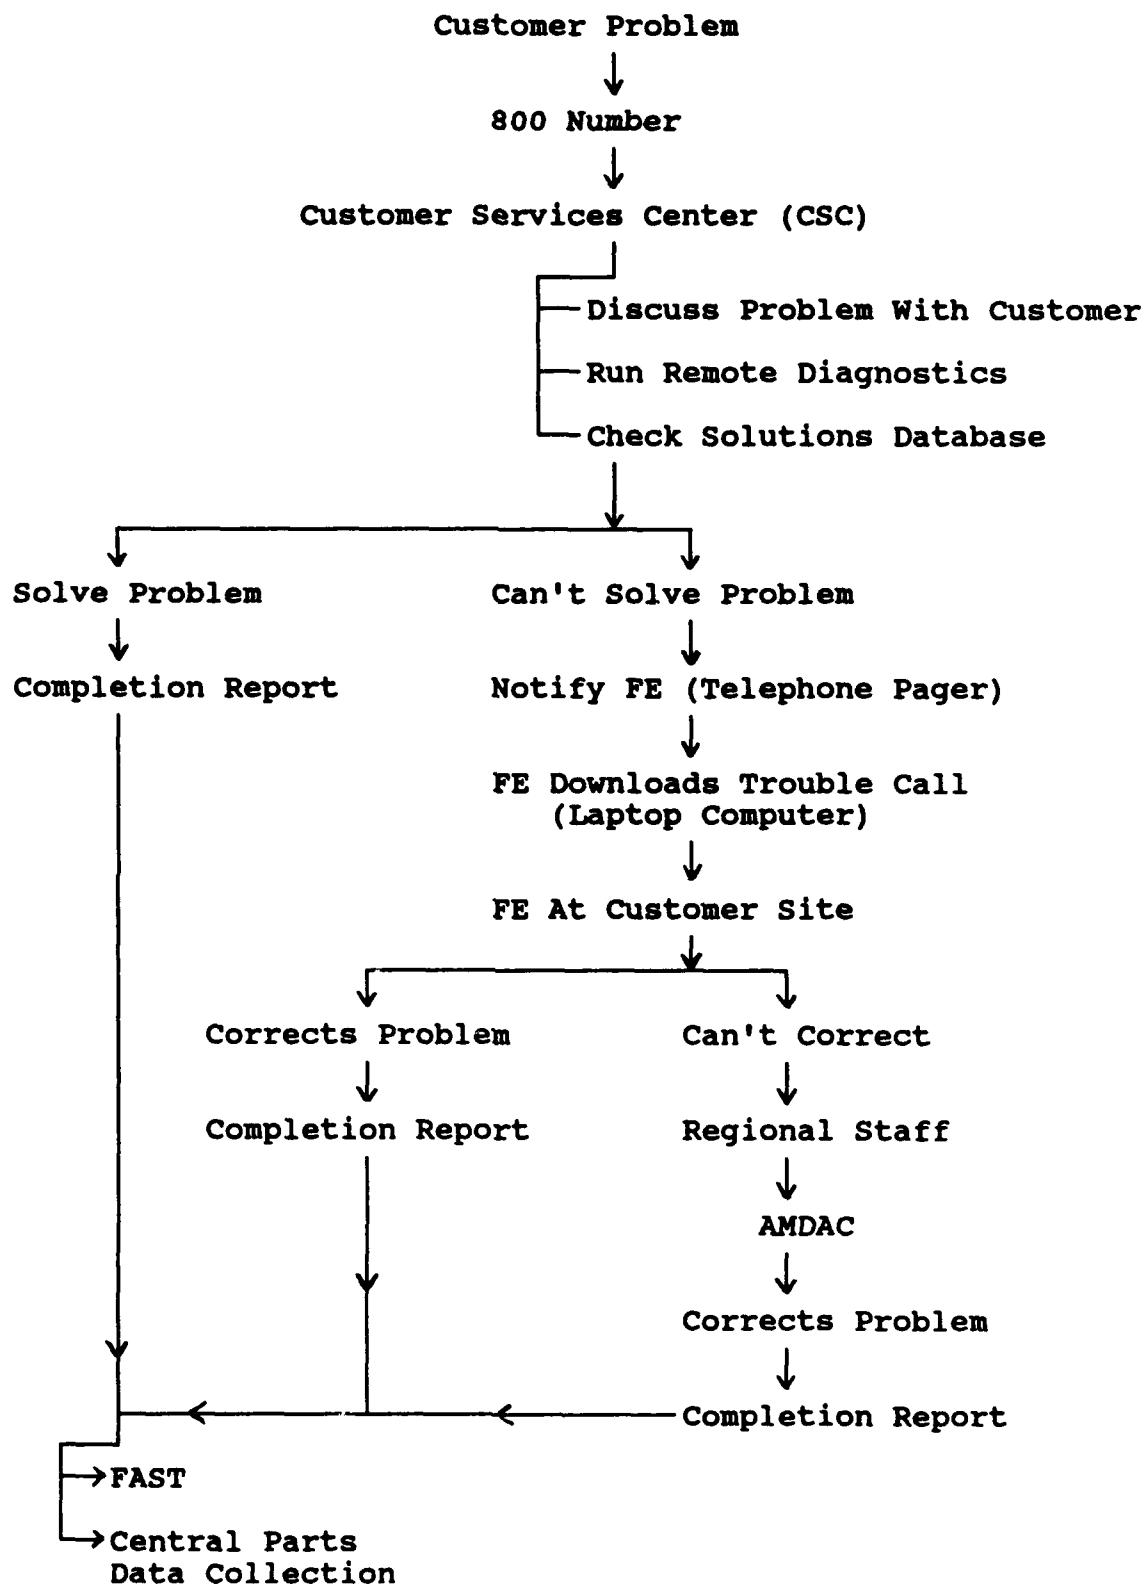 Customer Problem
800 Number
Customer Services Center (CSC)
Discuss Problem With Customer
Run Remote Diagnostics
Check Solutions Database
Solve Problem
Can't Solve Problem
Completion Report
Notify FE (Telephone Pager)
FE Downloads Trouble Call
(Laptop Computer)
FE At Customer Site
Corrects Problem
Can't Correct
Completion Report
Regional Staff
AMDAC
Corrects Problem
Completion Report
FAST
Central Parts
Data Collection